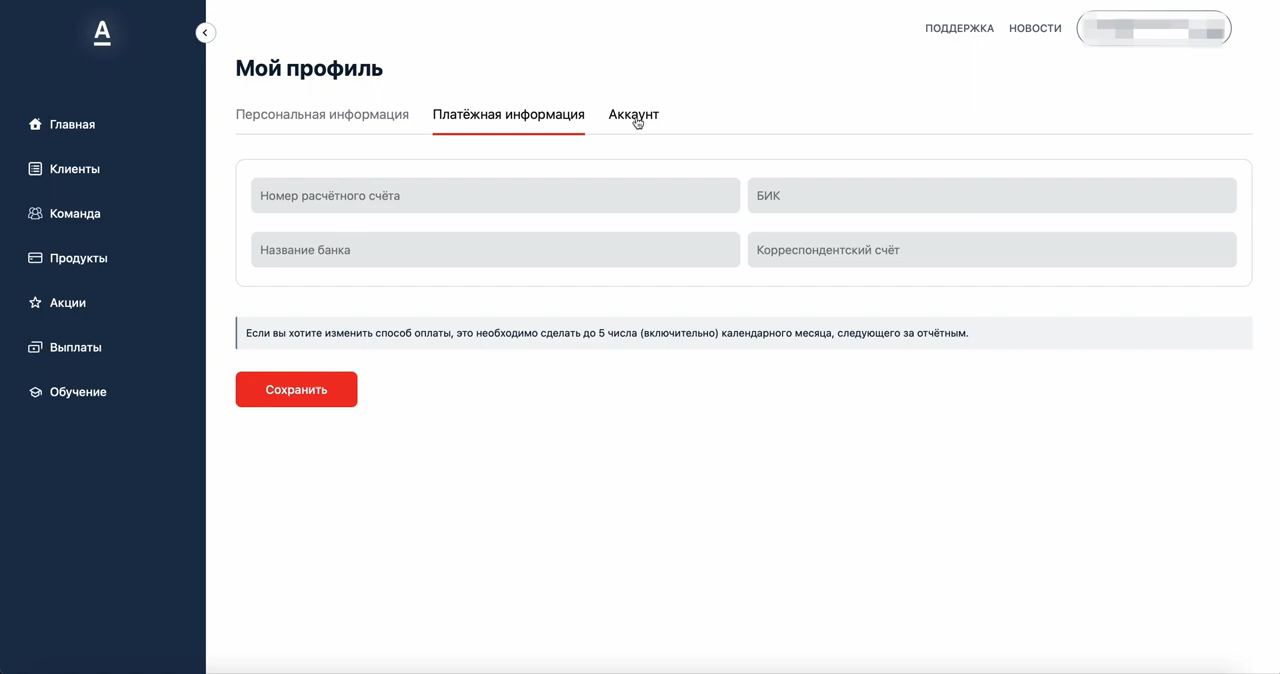 A
ПОДДЕРЖКА НОВОСТИ
Мой профиль
Персональная информация Платёжная информация Аккаунт
Главная
Клиенты
Команда
Продукты
Акции
Выплаты
Обучение
Номер расчётного счёта БИК
Название банка Корреспондентский счёт
Если вы хотите изменить способ оплаты, это необходимо сделать до 5 числа (включительно) календарного месяца, следующего за отчётным.
Сохранить